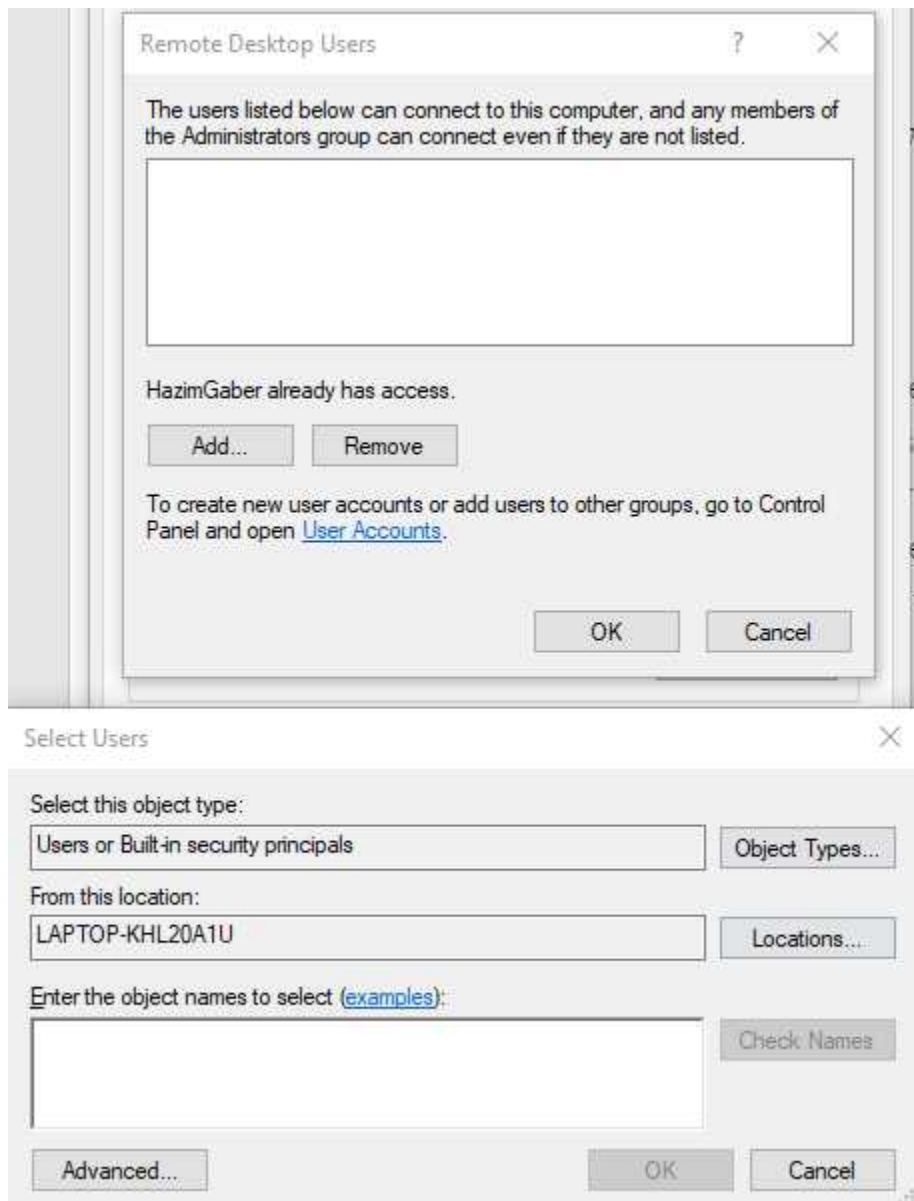 Remote Desktop Users
The users listed below can connect to this computer, and any members of
the Administrators group can connect even if they are not listed.
HazimGaber already has access.
Add...
Remove
To create new user accounts or add users to other groups, go to Control
Panel and open User Accounts.
OK
Cancel
Select Users
Select this object type:
Users or Built-in security principals
Object Types...
From this location:
LAPTOP-KHL20A1U
Locations...
Enter the object names to select (examples):
Check Names
Advanced...
OK
Cancel